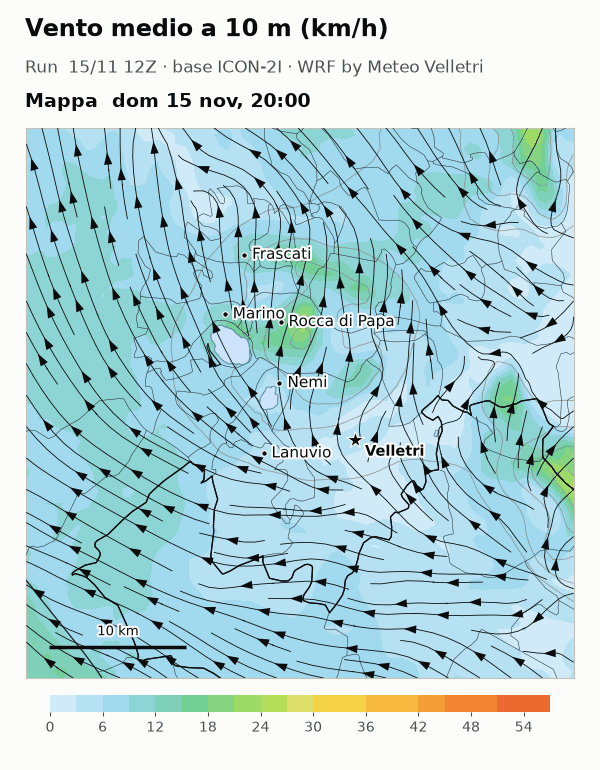 Vento medio a 10 m (km/h)
Run  15/11 12Z · base ICON-2I · WRF by Meteo Velletri
Mappa  dom 15 nov, 20:00
Frascati
Marino
Rocca di Papa
Nemi
Velletri
Lanuvio
10 km
0 6 12 18 24 30 36 42 48 54